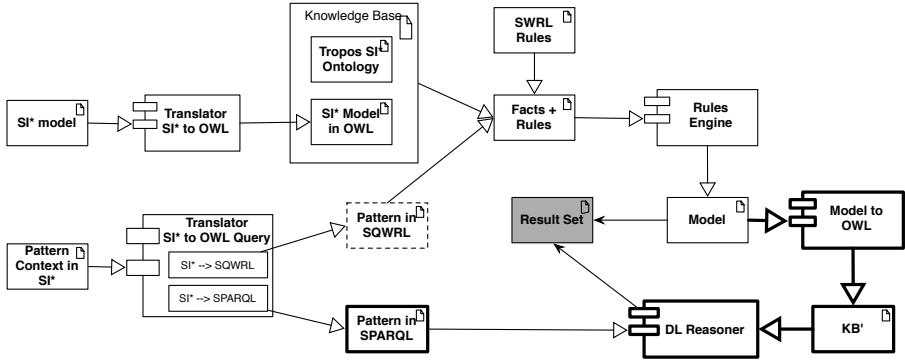 Knowledge Base
SWRL
Rules
Tropos SI*
Ontology
SI* model
Translator
SI* to OWL
SI* Model
in OWL
Facts +
Rules
Rules
Engine
Pattern
Context in
SI*
Translator
SI* to OWL Query
SI* --> SQWRL
SI* --> SPARQL
Pattern in
SQWRL
Result Set
Model
Model to
OWL
Pattern in
SPARQL
DL Reasoner
KB'